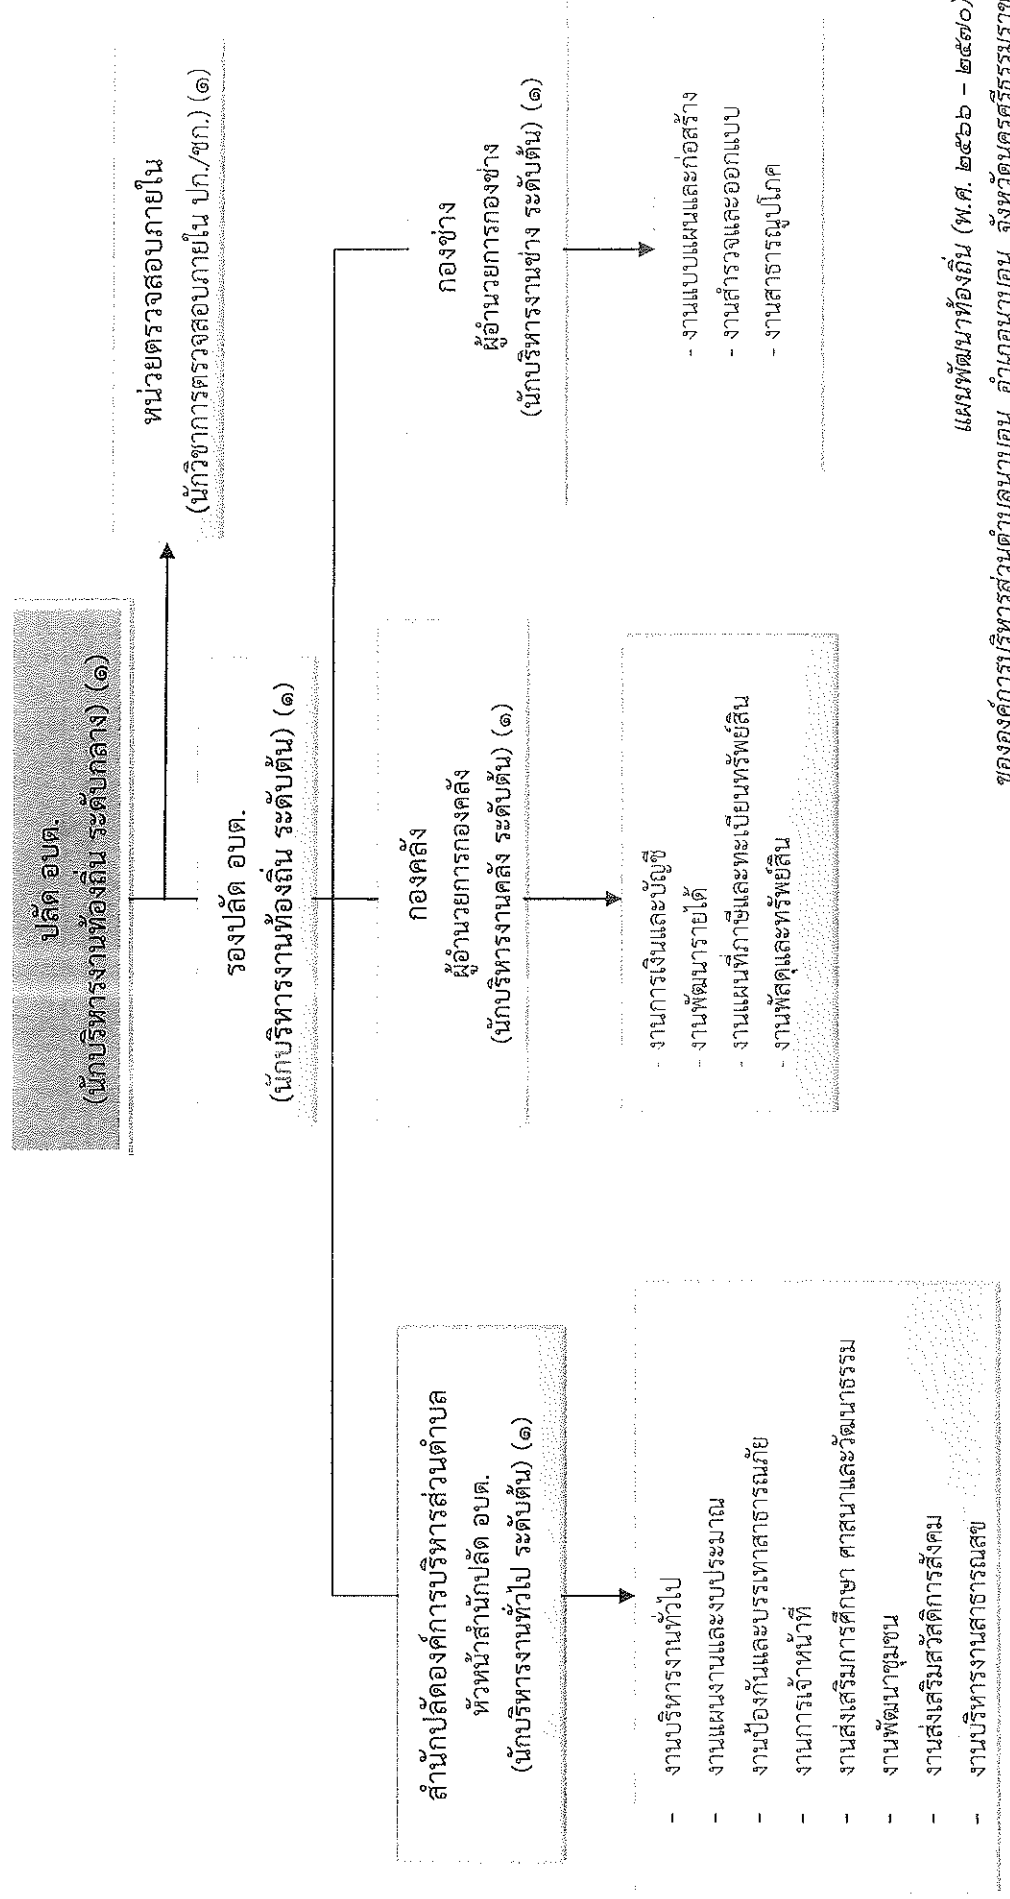 ปลัด อบต.
(นักบริหารงานท้องถิ่น ระดับกลาง) (๑)
หน่วยตรวจสอบภายใน
(นักวิชาการตรวจสอบภายใน ปก./ชก.) (๑)
รองปลัด อบต.
(นักบริหารงานท้องถิ่น ระดับต้น) (๑)
สำนักปลัดองค์การบริหารส่วนตำบล
หัวหน้าสำนักปลัด อบต.
(นักบริหารงานทั่วไป ระดับต้น) (๑)
- งานบริหารงานทั่วไป
- งานแผนงานและงบประมาณ
- งานป้องกันและบรรเทาสาธารณภัย
- งานการเจ้าหน้าที่
- งานส่งเสริมการศึกษา ศาสนาและวัฒนาธรรม
- งานพัฒนาชุมชน
- งานส่งเสริมสวัสดิการสังคม
- งานบริหารงานสาธารณสุข
กองคลัง
ผู้อำนวยการกองคลัง
(นักบริหารงานคลัง ระดับต้น) (๑)
- งานการเงินและบัญชี
- งานพัฒนารายได้
- งานแผนที่ภาษีและทะเบียนทรัพย์สิน
- งานพัสดุและทรัพย์สิน
กองช่าง
ผู้อำนวยการกองช่าง
(นักบริหารงานช่าง ระดับต้น) (๑)
- งานแบบแผนและก่อสร้าง
- งานสำรวจและออกแบบ
- งานสาธารณูปโภค
แผนพัฒนาท้องถิ่น (พ.ศ. ๒๕๖๖ – ๒๕๗๐)
ขององค์การบริหารส่วนตำบลนาบอน อำเภอนาบอน จังหวัดนครศรีธรรมราช